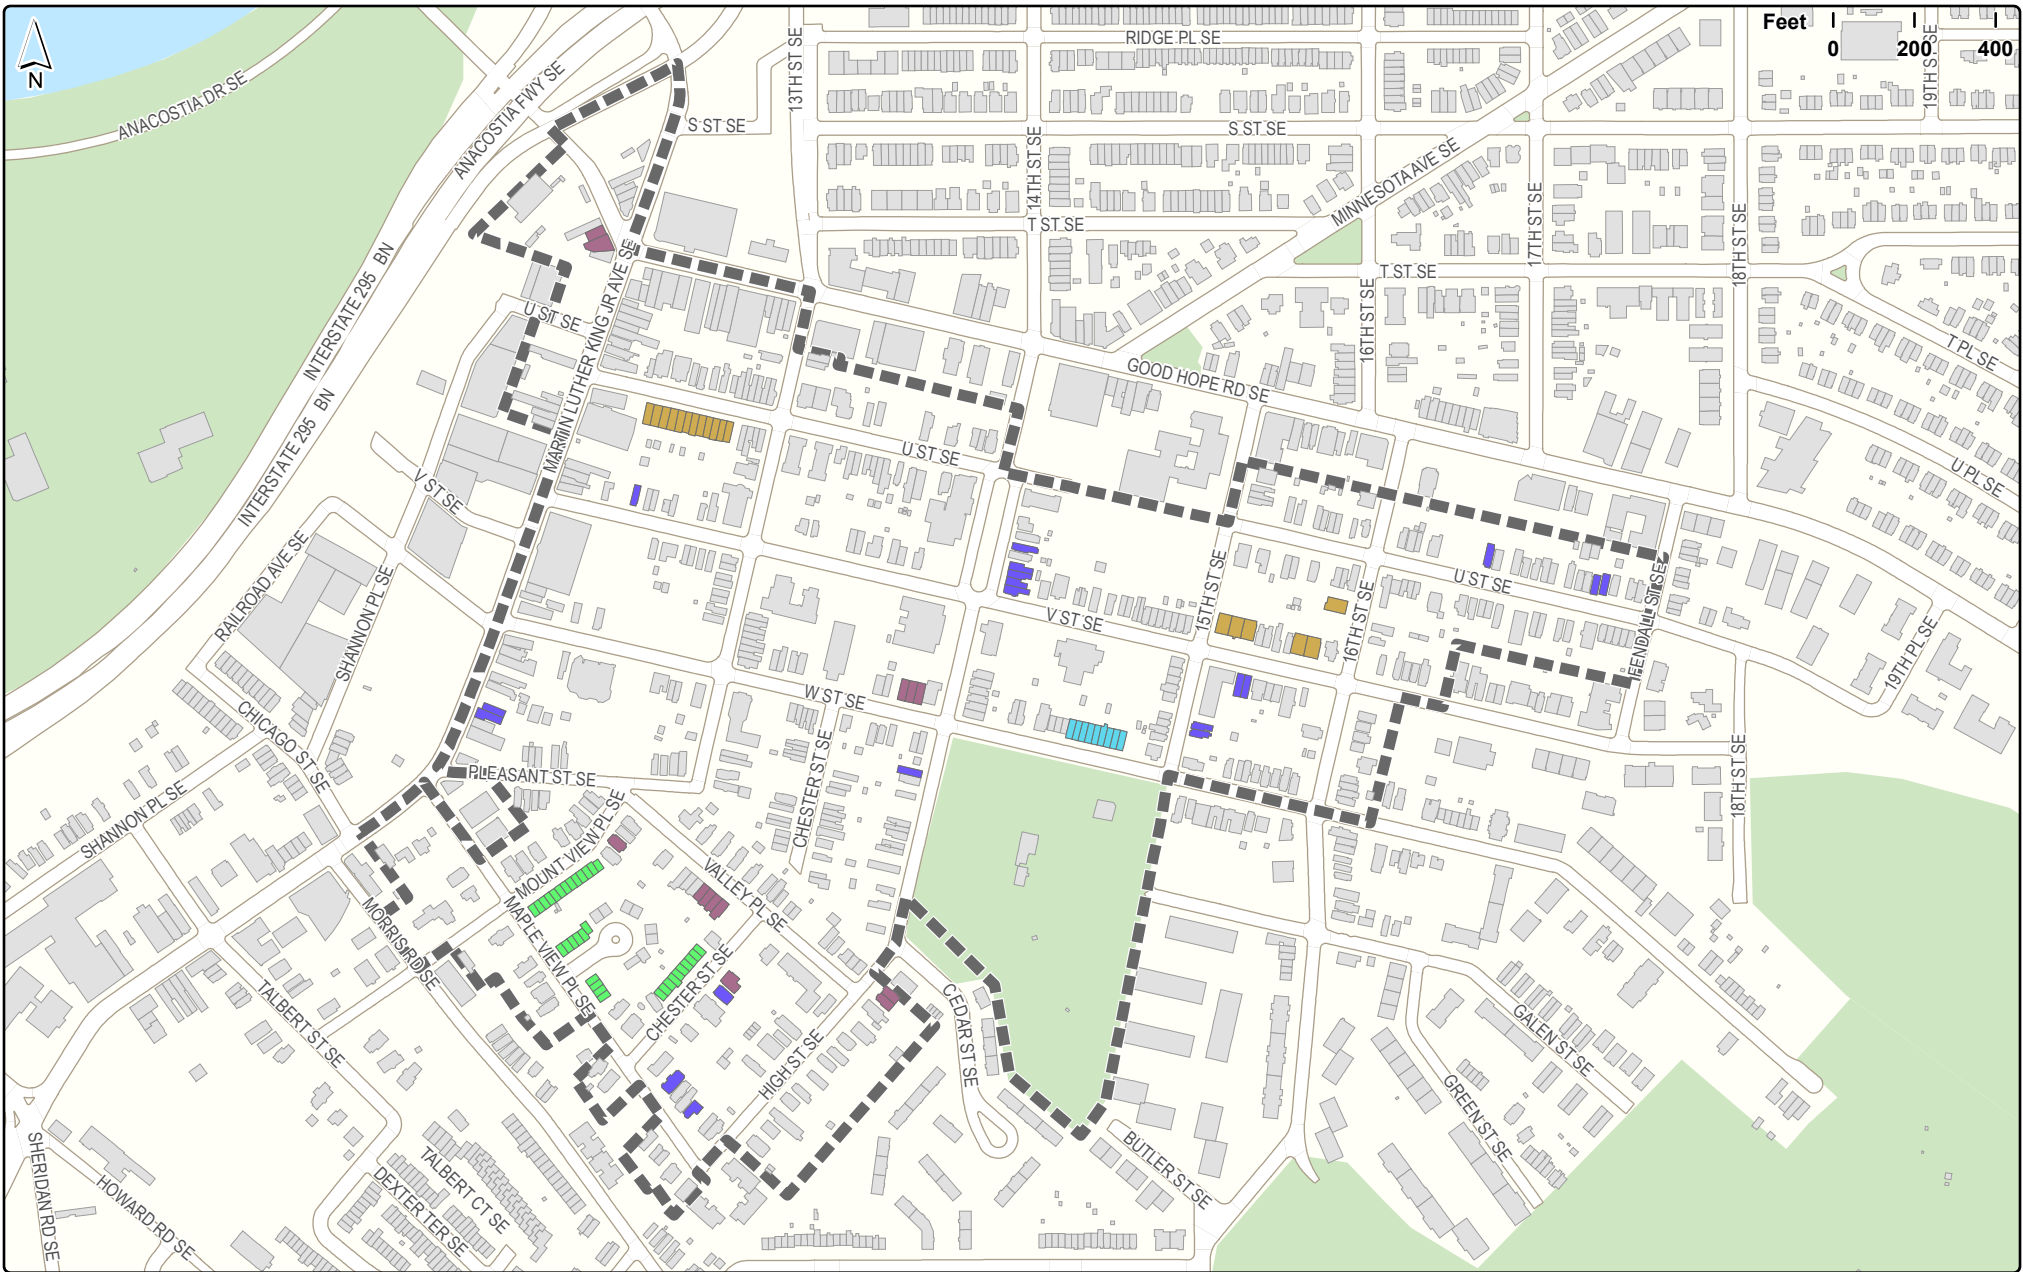 RIDGE PL SE
Feet
0 200 400
N
ANACOSTIA DR SE
ANACOSTIA FWY SE
13TH ST SE
19TH ST SE
S ST SE
S ST SE
14TH ST SE
MINNESOTA AVE SE
17TH ST SE
18TH ST SE
T ST SE
T ST SE
INTERSTATE 295 BN
U ST SE
MARTIN LUTHER KING JR AVE SE
16TH ST SE
T PL SE
GOOD HOPE RD SE
INTERSTATE 295 BN
U ST SE
U PL SE
V ST SE
RAILROAD AVE SE
SHANNON PL SE
15TH ST SE
16TH ST SE
U ST SE
FENDALL ST SE
V ST SE
19TH PL SE
W ST SE
CHICAGO ST SE
CHESTER ST SE
18TH ST SE
PLEASANT ST SE
SHANNON PL SE
MOUNT VIEW PL SE
VALLEY PL SE
MORRIS RD SE
MAPLE VIEW PL SE
CHESTER ST SE
TALBERT ST SE
CEDAR ST SE
HIGH ST SE
GALEN ST SE
GREEN ST SE
SHERIDAN RD SE
HOWARD RD SE
TALBERT CT SE
DEXTER TER SE
BUTLER ST SE